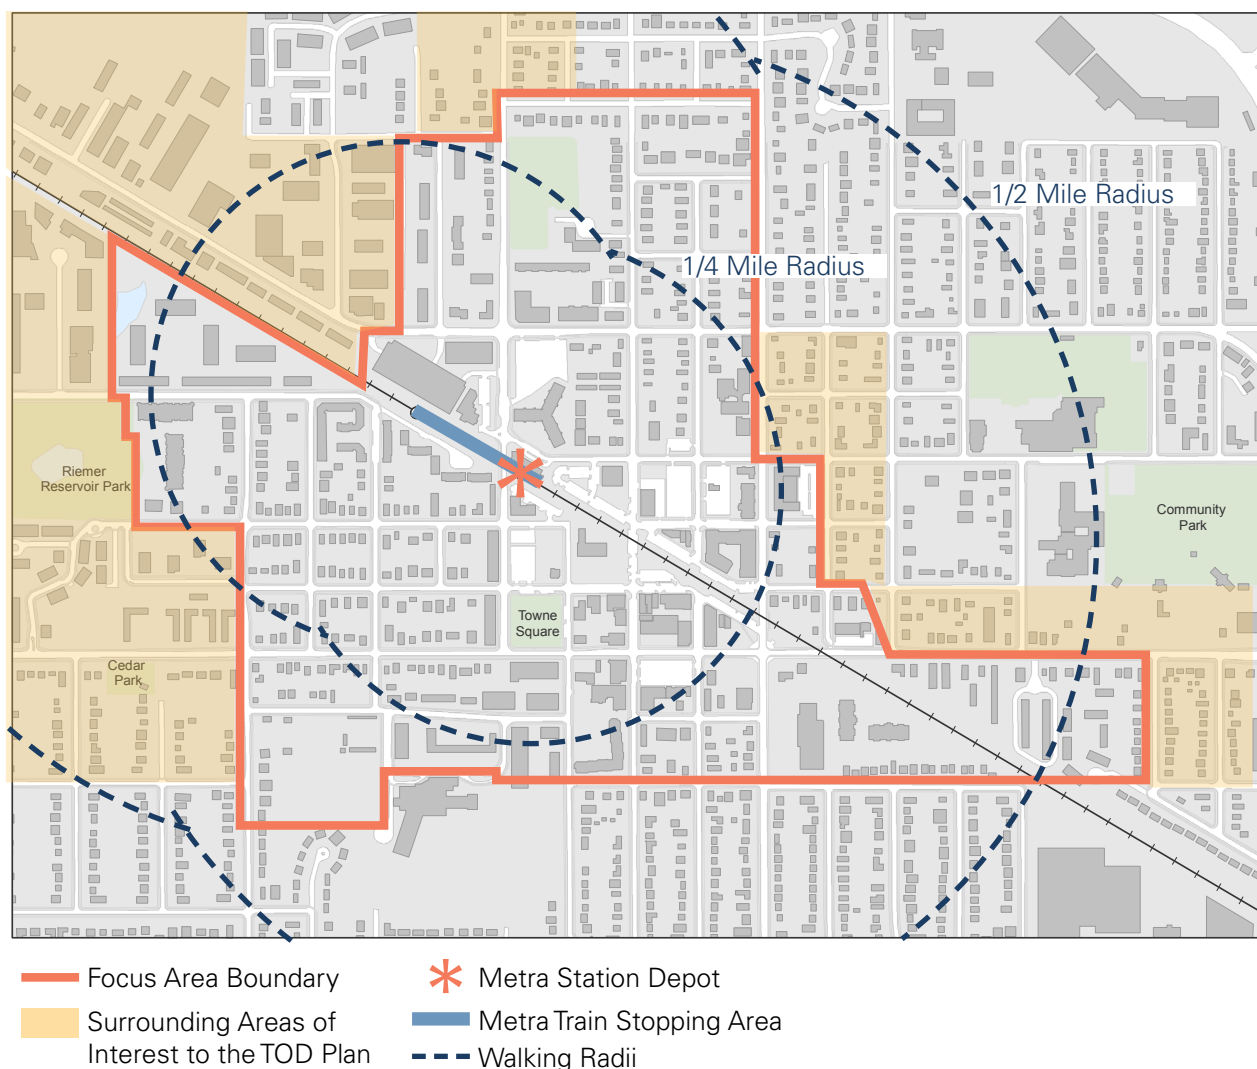 1/2 Mile Radius
1/4 Mile Radius
Riemer
Reservoir Park
Community
Park
Towne
Square
Cedar
Park
Focus Area Boundary
Surrounding Areas of
Interest to the TOD Plan
Metra Station Depot
Metra Train Stopping Area
Walking Radii